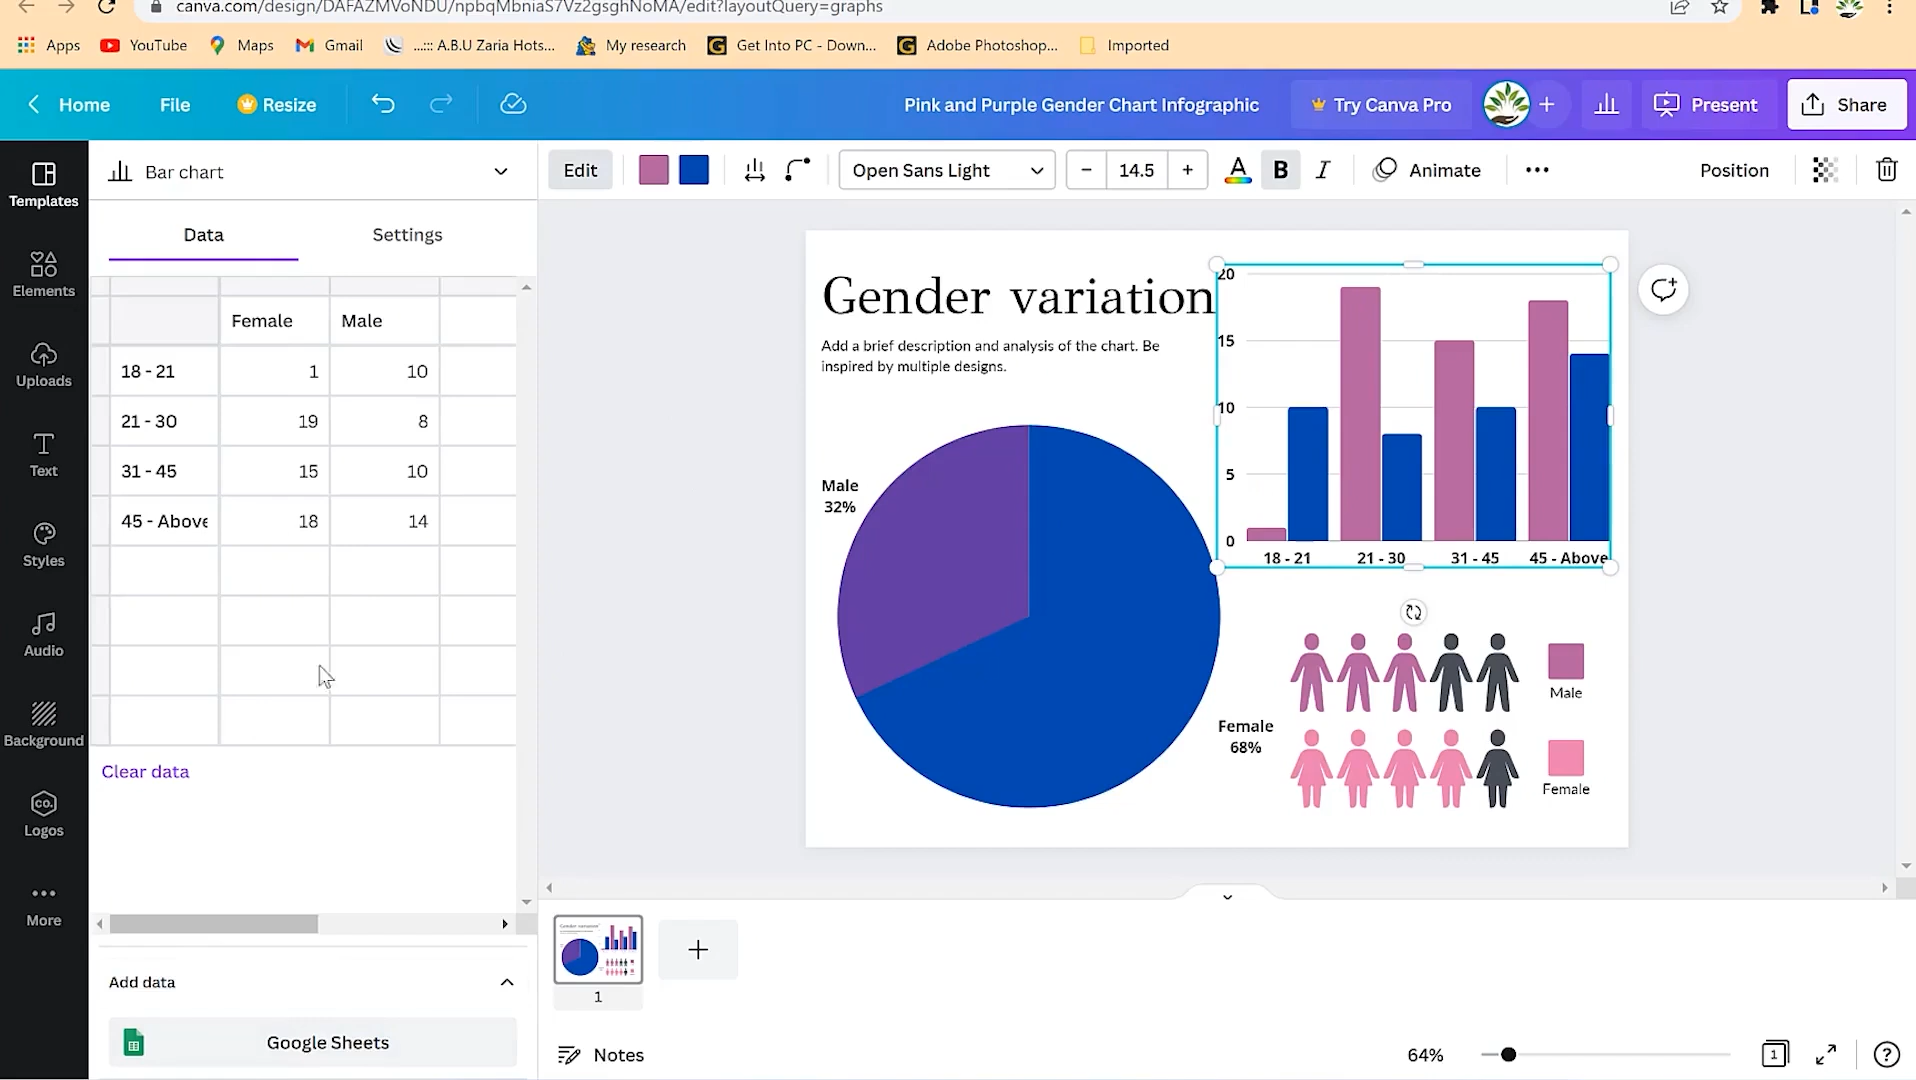 canva.com/design/DAFAZMVoNDU/npbqMbniaS7Vz2gsghNoMA/edit?layoutQuery=graphs
Apps YouTube Maps Gmail ...::: A.B.U Zaria Hots... My research Get Into PC - Down... Adobe Photoshop... Imported
Home File Resize Pink and Purple Gender Chart Infographic Try Canva Pro Present Share
Templates
Elements
Uploads
Text
Styles
Audio
Background
CO.
Logos
More
Bar chart
Data Settings
Female Male
18 - 21 1 10
21 - 30 19 8
31 - 45 15 10
45 - Above 18 14
Clear data
Add data
Google Sheets
Edit Open Sans Light 14.5 A B I Animate Position
Gender variation
Add a brief description and analysis of the chart. Be
inspired by multiple designs.
Male
32%
Female
68%
20
15
10
5
0
18 - 21 21 - 30 31 - 45 45 - Above
Male
Female
1
Notes 64% 1 ?